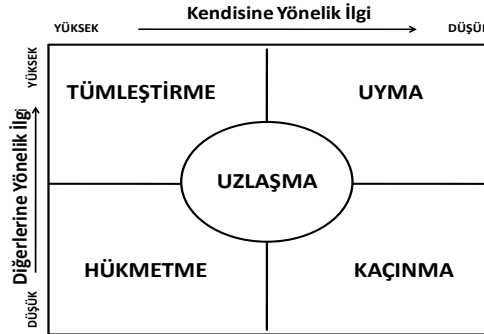 Kendisine Yönelik İlgi
YÜKSEK
DÜŞÜK
YÜKSEK
Diğerlerine Yönelik İlgi
DÜŞÜK
TÜMLEŞTİRME
UYMA
UZLAŞMA
HÜKMETME
KAÇINMA